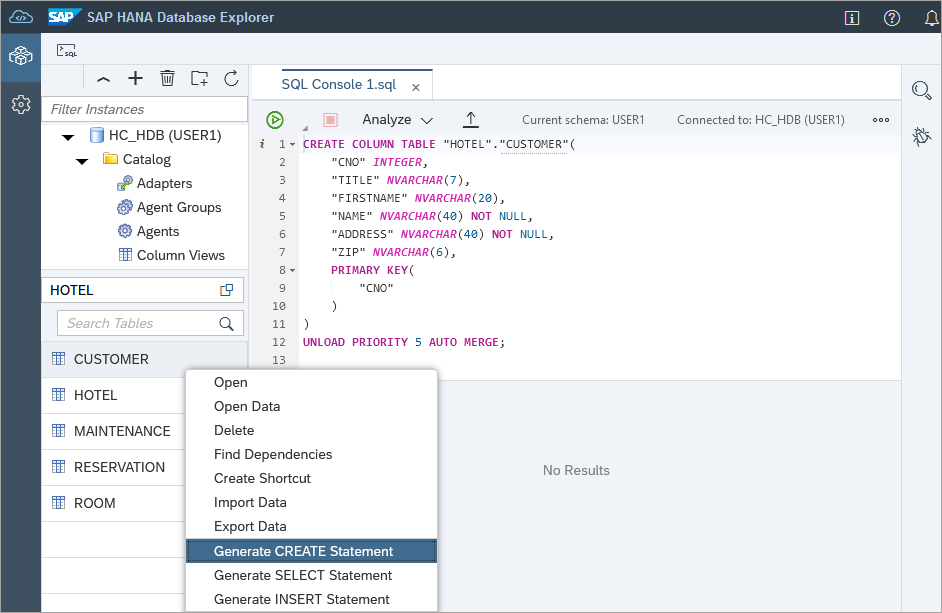 SAP SAP HANA Database Explorer
SQL
Filter Instances
HC_HDB (USER1)
Catalog
Adapters
Agent Groups
Agents
Column Views
HOTEL
Search Tables
CUSTOMER
HOTEL
MAINTENANCE
RESERVATION
ROOM
SQL Console 1.sql
Analyze Current schema: USER1 Connected to: HC_HDB (USER1)
i 1 CREATE COLUMN TABLE "HOTEL"."CUSTOMER"(
2 "CNO" INTEGER,
3 "TITLE" NVARCHAR(7),
4 "FIRSTNAME" NVARCHAR(20),
5 "NAME" NVARCHAR(40) NOT NULL,
6 "ADDRESS" NVARCHAR(40) NOT NULL,
7 "ZIP" NVARCHAR(6),
8 PRIMARY KEY(
9 "CNO"
10 )
11 )
12 UNLOAD PRIORITY 5 AUTO MERGE;
13
Open
Open Data
Delete
Find Dependencies
Create Shortcut
Import Data
Export Data
Generate CREATE Statement
Generate SELECT Statement
Generate INSERT Statement
No Results